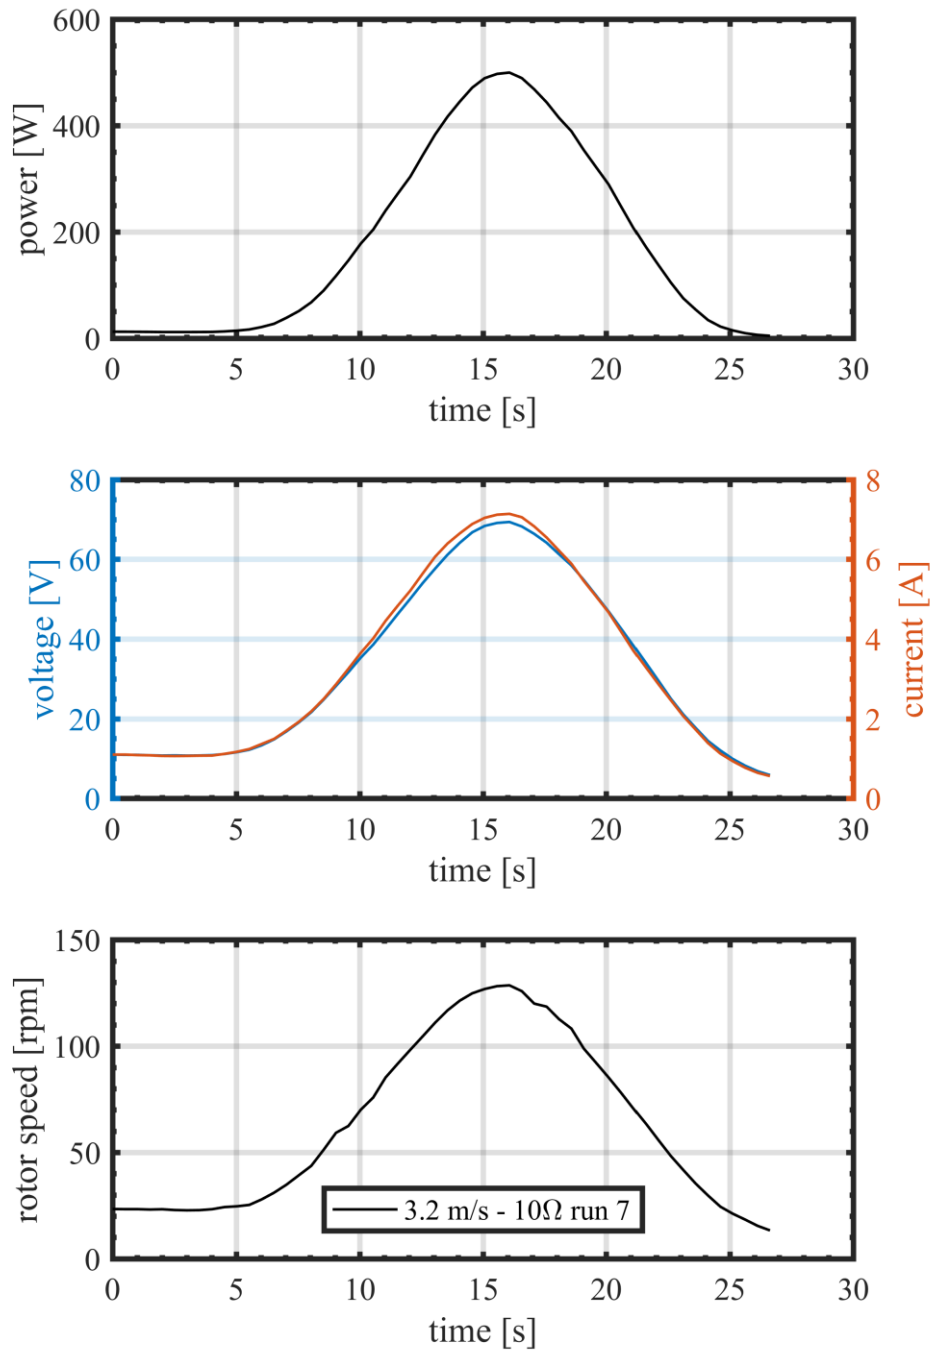 power [W]
600
400
200
0
0 5 10 15 20 25 30
time [s]
voltage [V]
80
60
40
20
0
current [A]
8
6
4
2
0
0 5 10 15 20 25 30
time [s]
rotor speed [rpm]
150
100
50
0
3.2 m/s - 10Ω run 7
0 5 10 15 20 25 30
time [s]